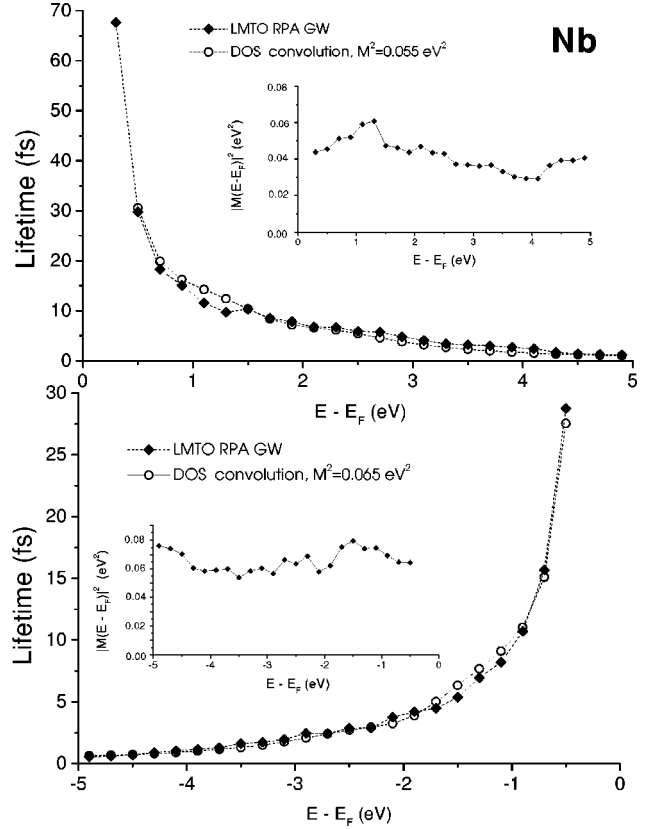 Nb
LMTO RPA GW
DOS convolution, M²=0.055 eV²
70
60
50
40
30
20
10
0
Lifetime (fs)
0.08
0.06
0.04
0.02
0.00
|M(E-E_F)|² (eV²)
0 1 2 3 4 5
E - E_F (eV)
0 1 2 3 4 5
E - E_F (eV)
30
25
20
15
10
5
0
Lifetime (fs)
LMTO RPA GW
DOS convolution, M²=0.065 eV²
0.08
0.06
0.04
0.02
0.00
|M(E - E_F)|² (eV²)
-5 -4 -3 -2 -1 0
E - E_F (eV)
-5 -4 -3 -2 -1 0
E - E_F (eV)